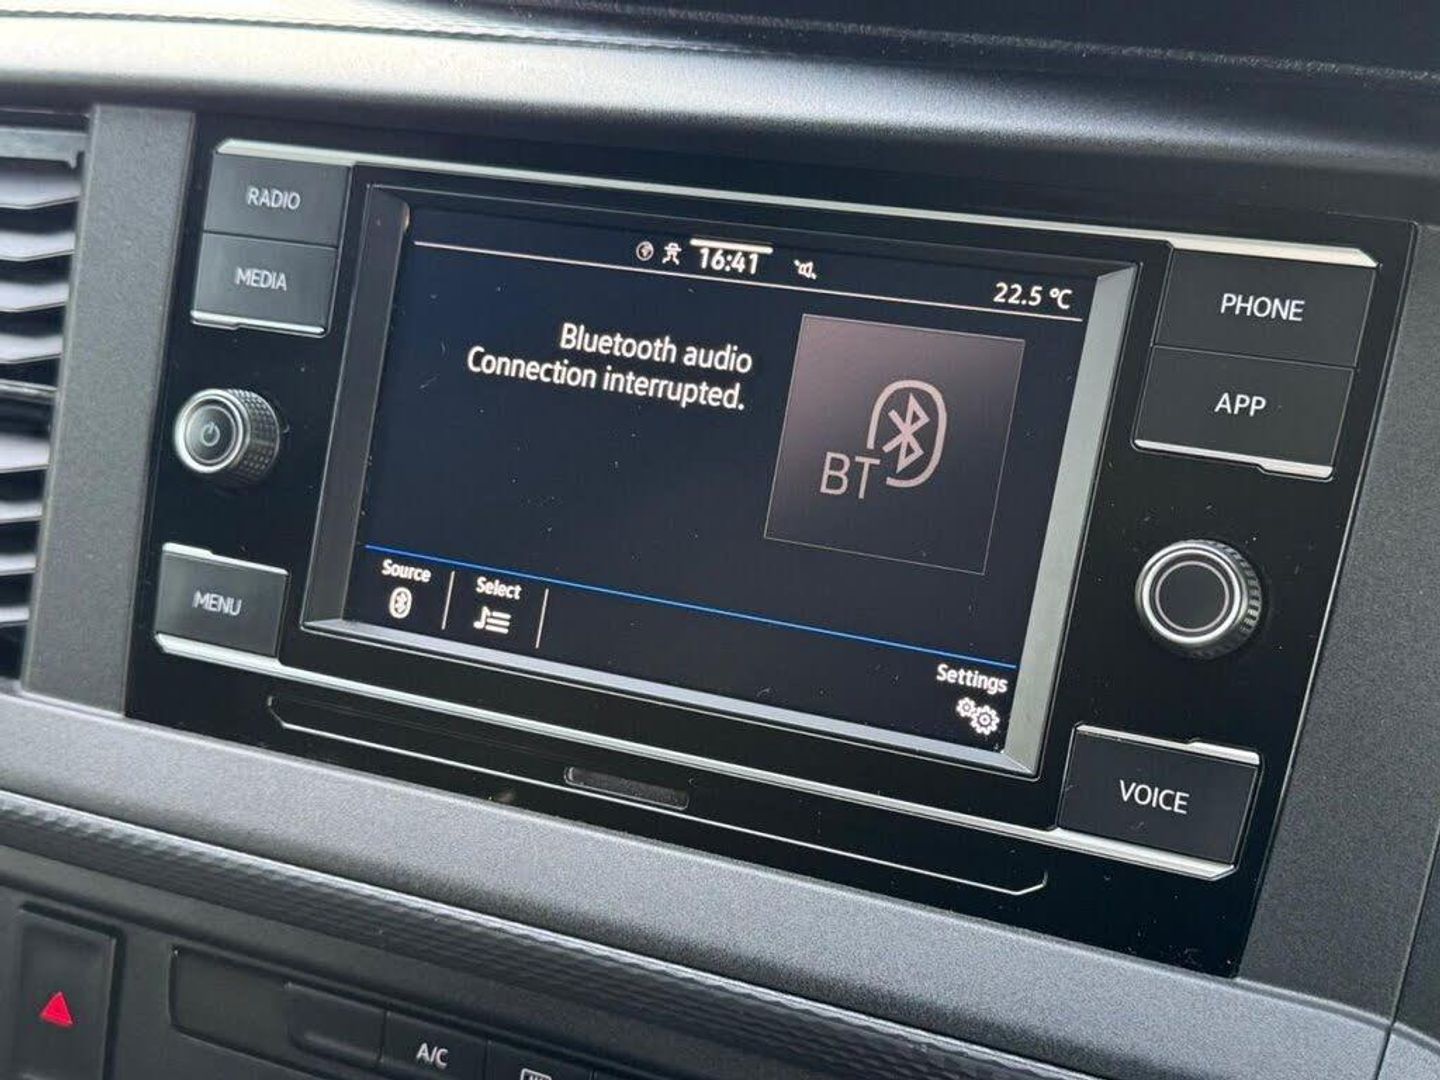 RADIO
MEDIA
MENU
16:41
22.5 °C
Bluetooth audio
Connection interrupted.
BT
Source
Select
Settings
PHONE
APP
VOICE
A/C